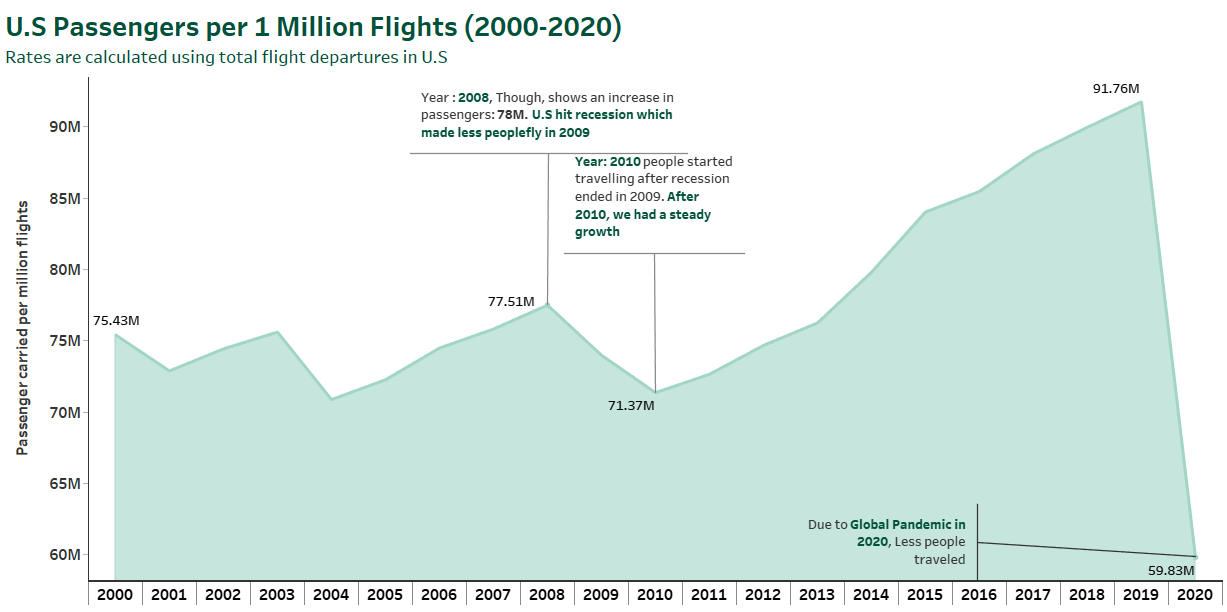 U.S Passengers per 1 Million Flights (2000-2020)
Rates are calculated using total flight departures in U.S
Passenger carried per million flights
90M
85M
80M
75M
70M
65M
60M
Year : 2008, Though, shows an increase in
passengers: 78M. U.S hit recession which
made less peoplefly in 2009
Year: 2010 people started
travelling after recession
ended in 2009. After
2010, we had a steady
growth
75.43M
77.51M
71.37M
91.76M
Due to Global Pandemic in
2020, Less people
traveled
59.83M
2000 2001 2002 2003 2004 2005 2006 2007 2008 2009 2010 2011 2012 2013 2014 2015 2016 2017 2018 2019 2020